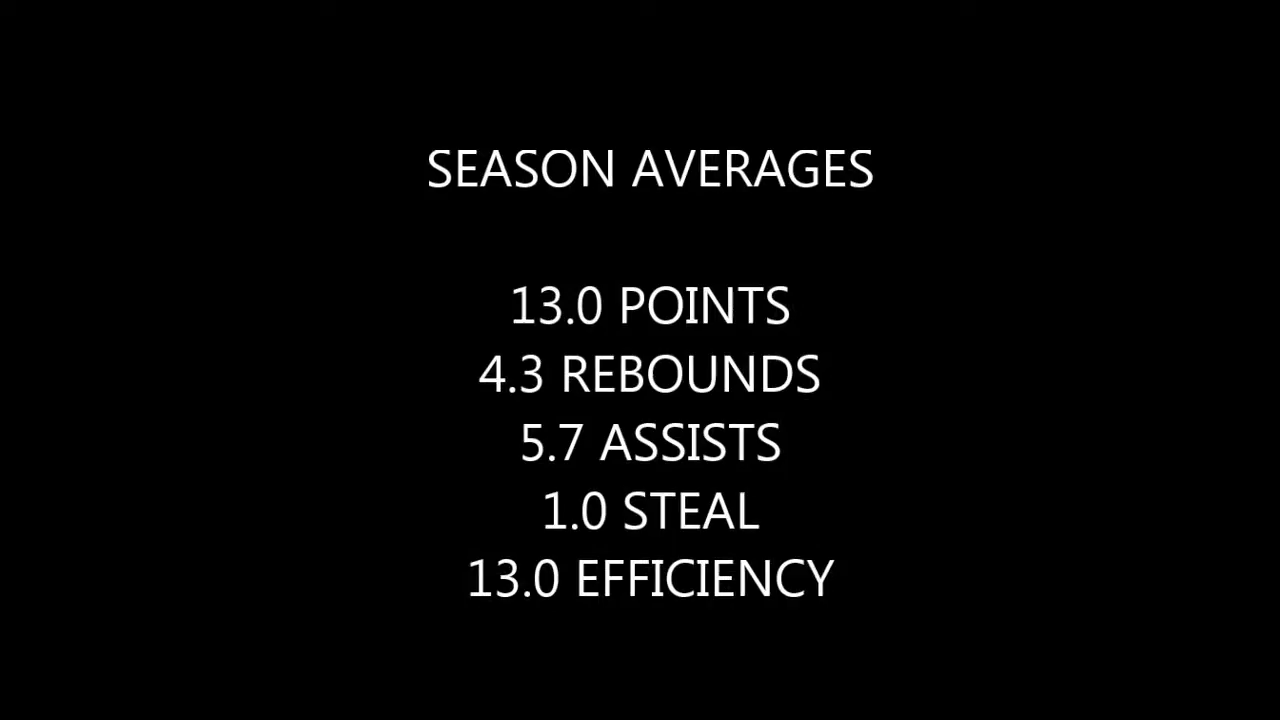 SEASON AVERAGES
13.0 POINTS
4.3 REBOUNDS
5.7 ASSISTS
1.0 STEAL
13.0 EFFICIENCY